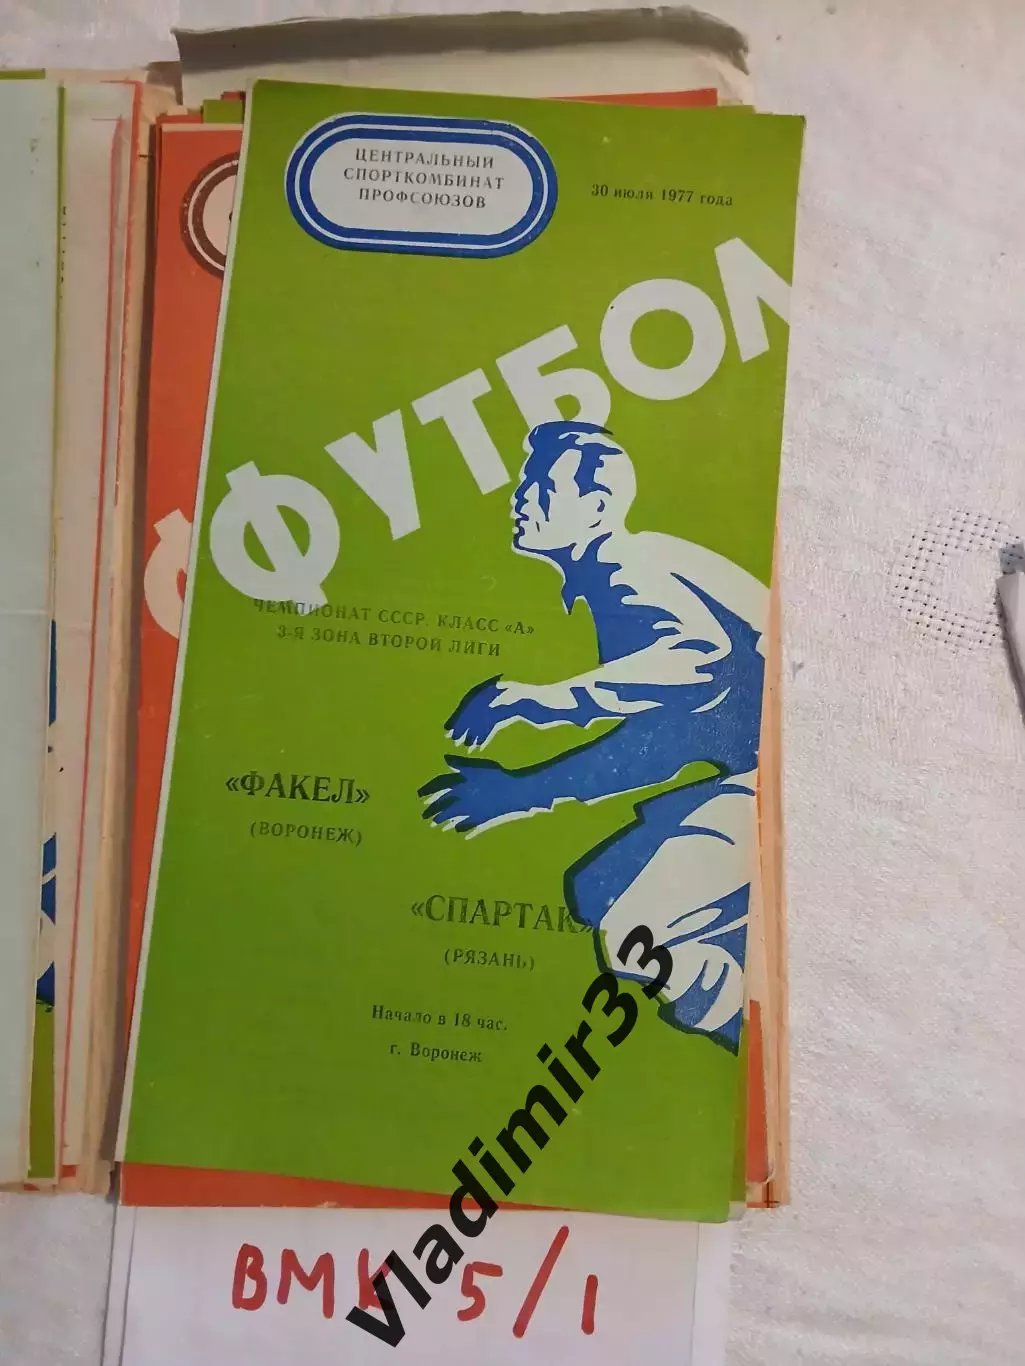 ЦЕНТРАЛЬНЫЙ
СПОРТКОМБИНАТ
ПРОФСОЮЗОВ
30 июля 1977 года
ФУТБОЛ
ЧЕМПИОНАТ СССР. КЛАСС «А»
3-Я ЗОНА ВТОРОЙ ЛИГИ
«ФАКЕЛ»
(ВОРОНЕЖ)
«СПАРТАК»
(РЯЗАНЬ)
Начало в 18 час.
г. Воронеж
vladimir33
ВМК 5/1